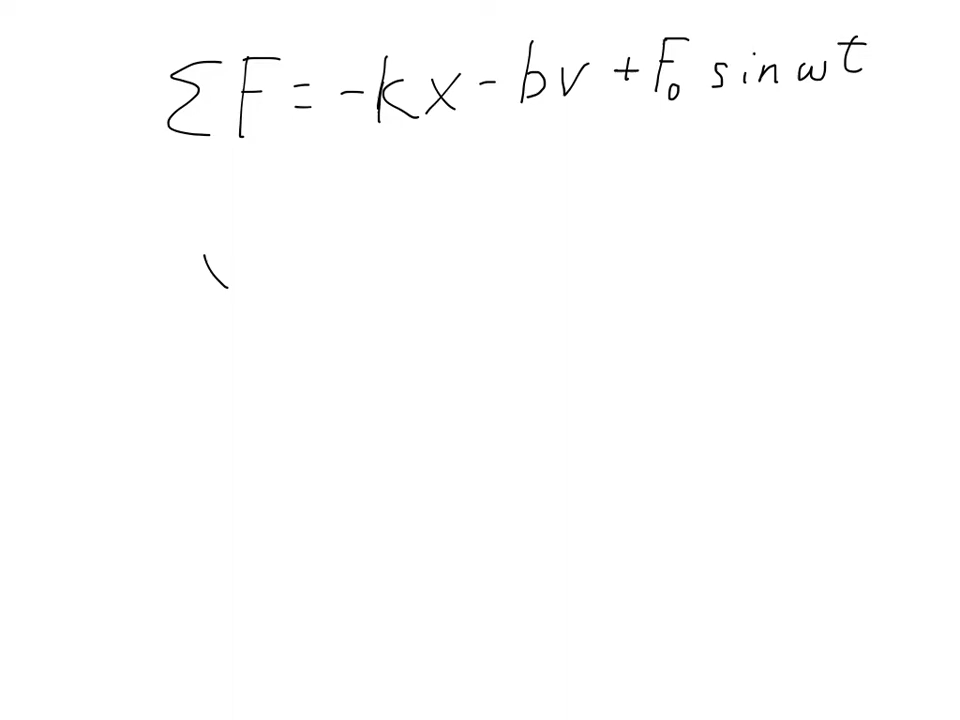 ΣF = -kx - bv + F₀ sin ωt